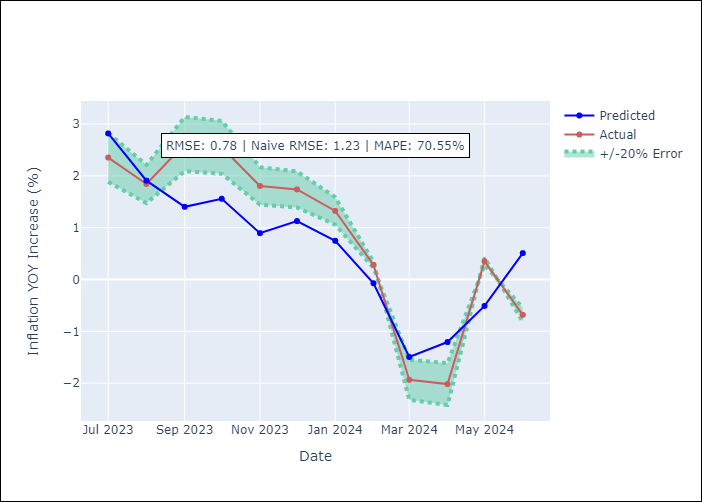 RMSE: 0.78 | Naive RMSE: 1.23 | MAPE: 70.55%
Predicted
Actual
+/-20% Error
Inflation YOY Increase (%)
3
2
1
0
−1
−2
Jul 2023 Sep 2023 Nov 2023 Jan 2024 Mar 2024 May 2024
Date